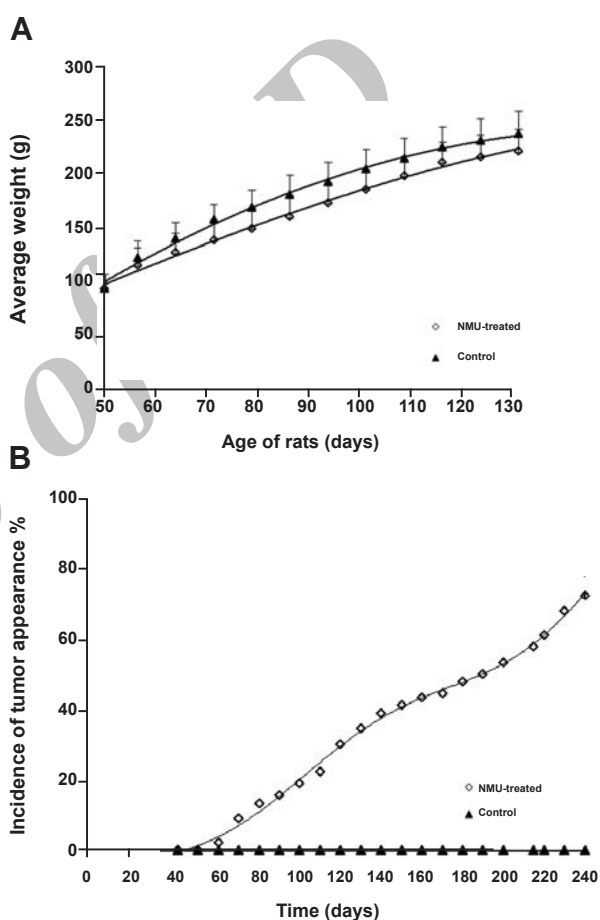 A
Average weight (g)
300
250
200
150
100
50
0
50 60 70 80 90 100 110 120 130
Age of rats (days)
NMU-treated
Control
B
Incidence of tumor appearance %
100
80
60
40
20
0
0 20 40 60 80 100 120 140 160 180 200 220 240
Time (days)
NMU-treated
Control